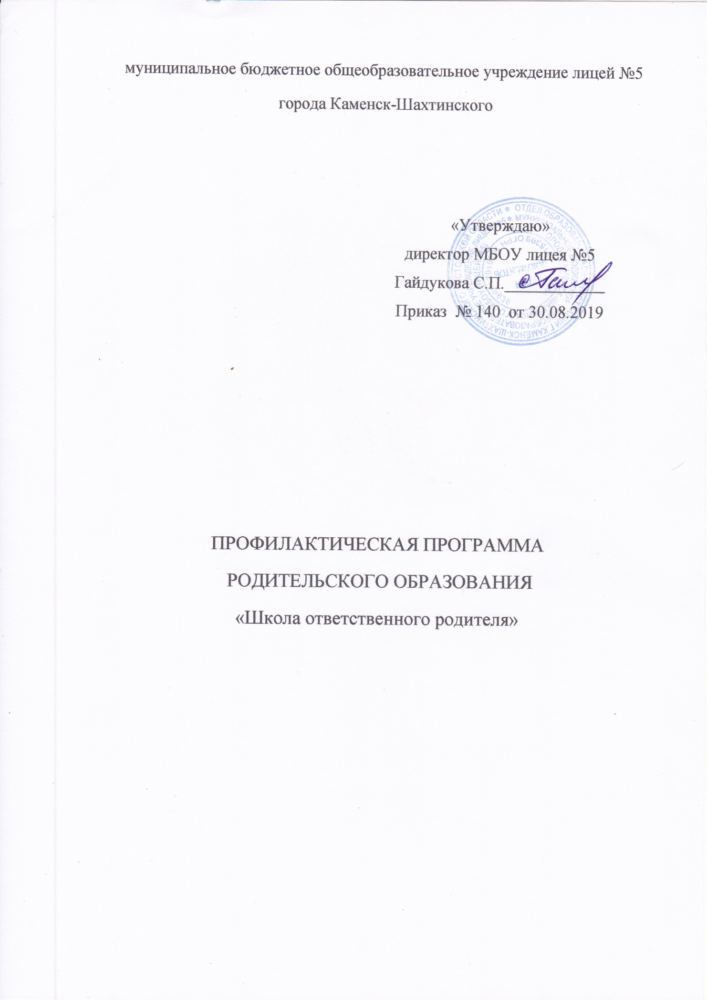 муниципальное бюджетное общеобразовательное учреждение лицей №5
города Каменск-Шахтинского
«Утверждаю»
директор МБОУ лицея №5
Гайдукова С.П.
Приказ № 140 от 30.08.2019
ПРОФИЛАКТИЧЕСКАЯ ПРОГРАММА
РОДИТЕЛЬСКОГО ОБРАЗОВАНИЯ
«Школа ответственного родителя»